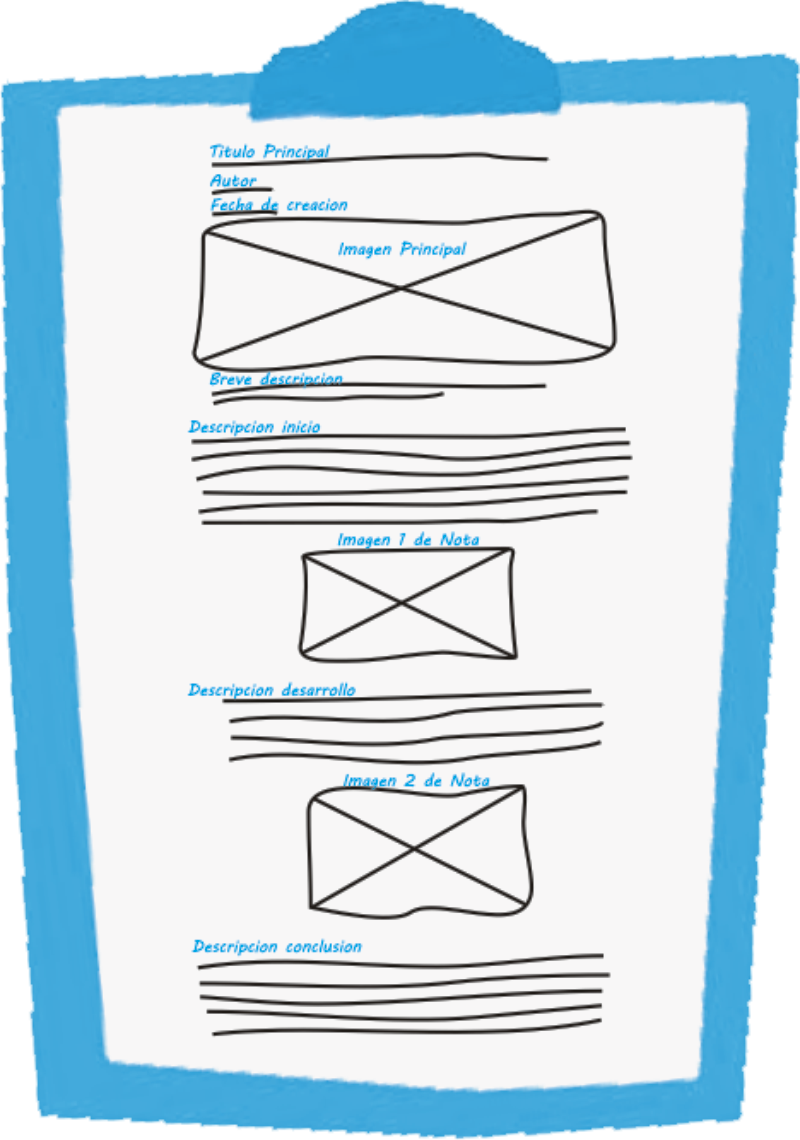 Titulo Principal
Autor
Fecha de creacion
Imagen Principal
Breve descripcion
Descripcion inicio
Imagen 1 de Nota
Descripcion desarrollo
Imagen 2 de Nota
Descripcion conclusion